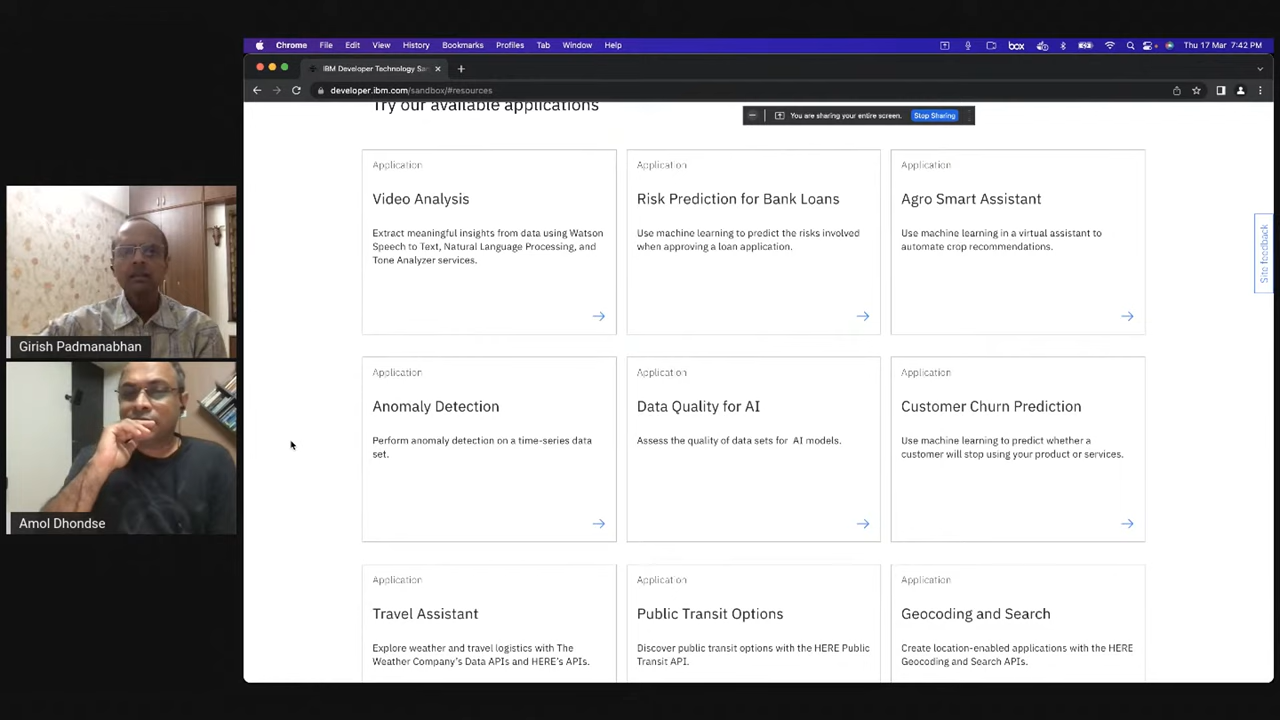 Chrome File Edit View History Bookmarks Profiles Tab Window Help
box
Thu 17 Mar 7:42 PM
IBM Developer Technology Sa
developer.ibm.com/sandbox/#resources
Try our available applications
You are sharing your entire screen.
Stop Sharing
Application
Video Analysis
Extract meaningful insights from data using Watson
Speech to Text, Natural Language Processing, and
Tone Analyzer services.
Application
Risk Prediction for Bank Loans
Use machine learning to predict the risks involved
when approving a loan application.
Application
Agro Smart Assistant
Use machine learning in a virtual assistant to
automate crop recommendations.
Site feedback
Girish Padmanabhan
Application
Anomaly Detection
Perform anomaly detection on a time-series data
set.
Application
Data Quality for AI
Assess the quality of data sets for AI models.
Application
Customer Churn Prediction
Use machine learning to predict whether a
customer will stop using your product or services.
Amol Dhondse
Application
Travel Assistant
Explore weather and travel logistics with The
Weather Company's Data APIs and HERE's APIs.
Application
Public Transit Options
Discover public transit options with the HERE Public
Transit API.
Application
Geocoding and Search
Create location-enabled applications with the HERE
Geocoding and Search APIs.